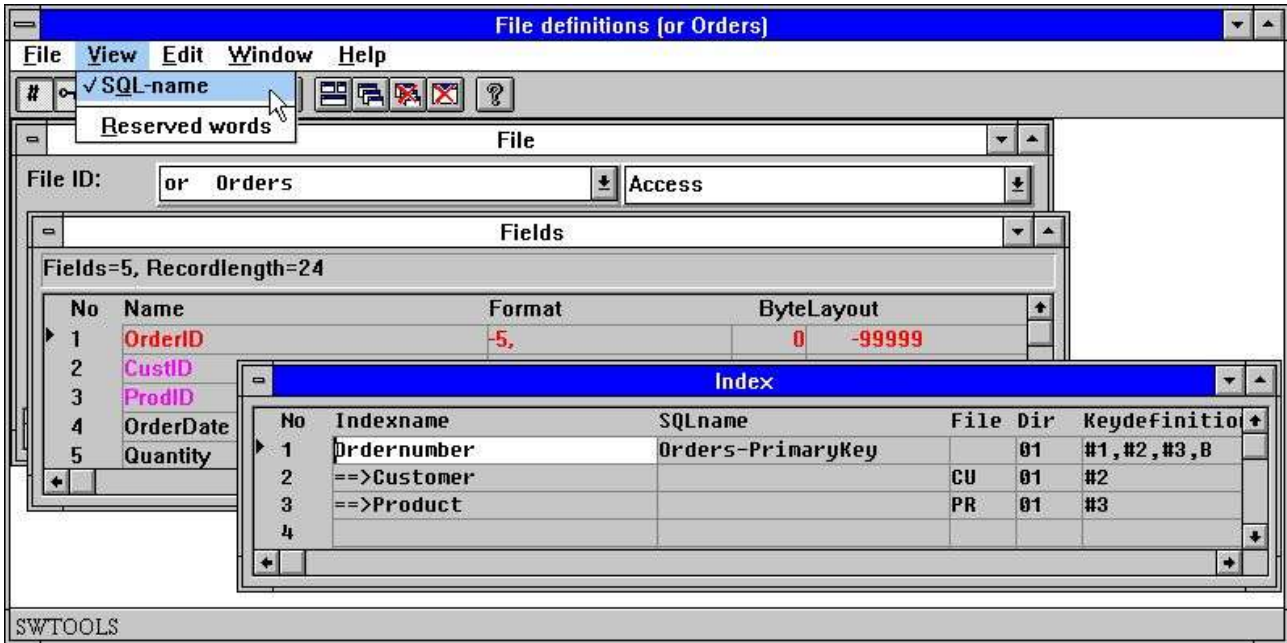 File definitions (or Orders)
File View Edit Window Help
# √ SQL-name ?
Reserved words
File
File ID: or Orders Access
Fields
Fields=5, Recordlength=24
No Name Format ByteLayout
1 OrderID -5, 0 -99999
2 CustID
3 ProdID
4 OrderDate
5 Quantity
Index
No Indexname SQLname File Dir Keydefinitio
1 Ordernumber Orders-PrimaryKey 01 #1,#2,#3,B
2 ==>Customer CU 01 #2
3 ==>Product PR 01 #3
4
SWTOOLS